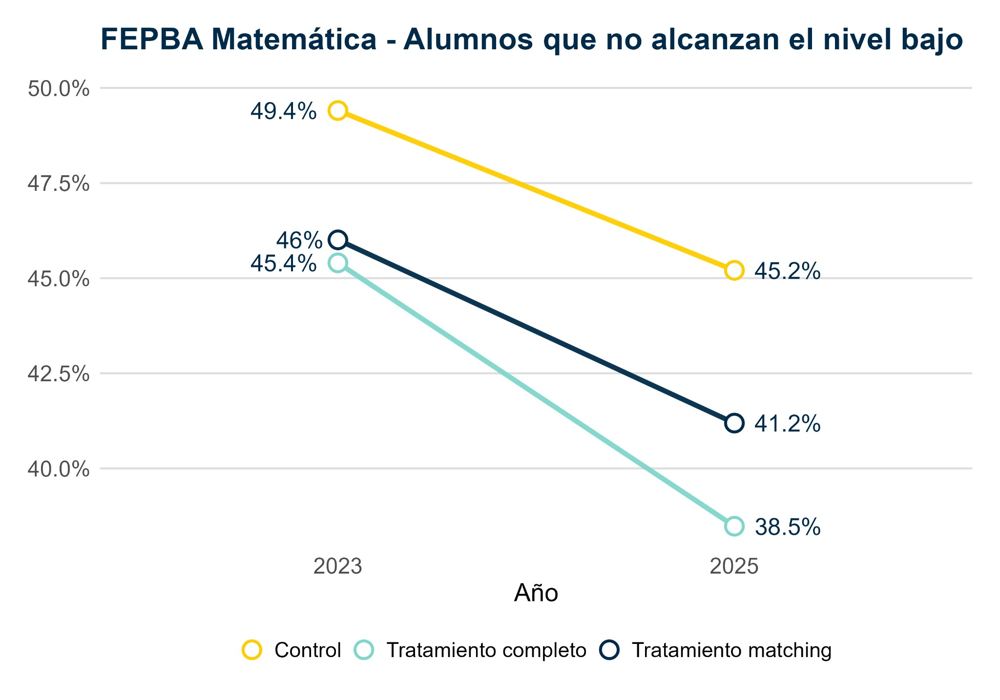 FEPBA Matemática - Alumnos que no alcanzan el nivel bajo
50.0%
49.4%
47.5%
46%
45.4%
45.0%
45.2%
42.5%
41.2%
40.0%
38.5%
2023
2025
Año
Control
Tratamiento completo
Tratamiento matching